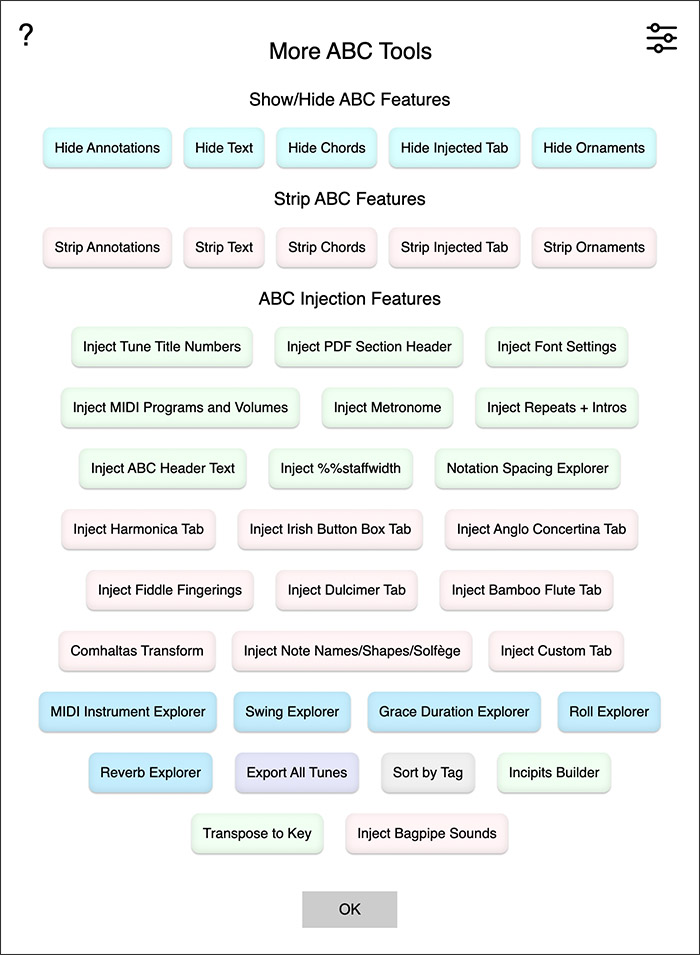 ?
More ABC Tools
Show/Hide ABC Features
Hide Annotations Hide Text Hide Chords Hide Injected Tab Hide Ornaments
Strip ABC Features
Strip Annotations Strip Text Strip Chords Strip Injected Tab Strip Ornaments
ABC Injection Features
Inject Tune Title Numbers Inject PDF Section Header Inject Font Settings
Inject MIDI Programs and Volumes Inject Metronome Inject Repeats + Intros
Inject ABC Header Text Inject %%staffwidth Notation Spacing Explorer
Inject Harmonica Tab Inject Irish Button Box Tab Inject Anglo Concertina Tab
Inject Fiddle Fingerings Inject Dulcimer Tab Inject Bamboo Flute Tab
Comhaltas Transform Inject Note Names/Shapes/Solfège Inject Custom Tab
MIDI Instrument Explorer Swing Explorer Grace Duration Explorer Roll Explorer
Reverb Explorer Export All Tunes Sort by Tag Incipits Builder
Transpose to Key Inject Bagpipe Sounds
OK